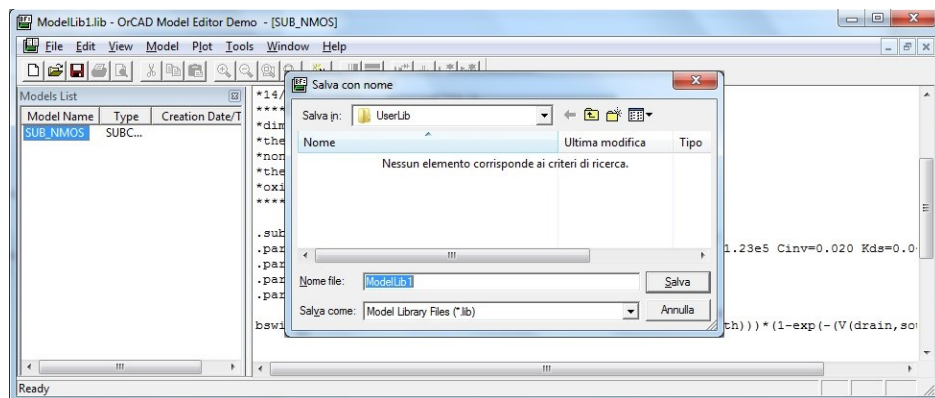 ModelLib1.lib - OrCAD Model Editor Demo - [SUB_NMOS]
File Edit View Model Plot Tools Window Help
Models List
Model Name Type Creation Date/T
SUB_NMOS SUBC...
*14/
****
*dim
*the
*non
*the
*oxi
****
.sub
.par
.par
.par
.par
bswi
Salva con nome
Salva in: UserLib
Nome Ultima modifica Tipo
Nessun elemento corrisponde ai criteri di ricerca.
Nome file: ModelLib1 Salva
Salva come: Model Library Files (*.lib) Annulla
1.23e5 Cinv=0.020 Kds=0.0
th)))*(1-exp(-(V(drain,sou
Ready